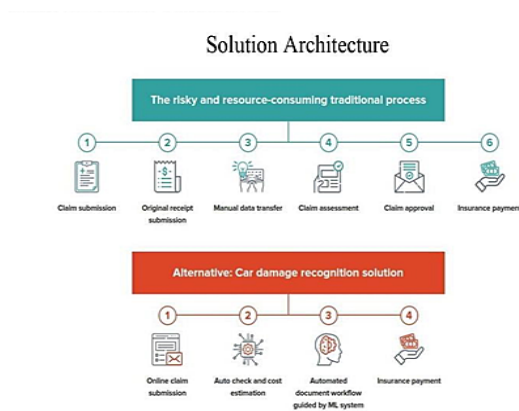 Solution Architecture
The risky and resource-consuming traditional process
1 2 3 4 5 6
Claim submission
Original receipt
submission
Manual data transfer
Claim assessment
Claim approval
Insurance payment
Alternative: Car damage recognition solution
1 2 3 4
Online claim
submission
Auto check and cost
estimation
Automated
document workflow
guided by ML system
Insurance payment